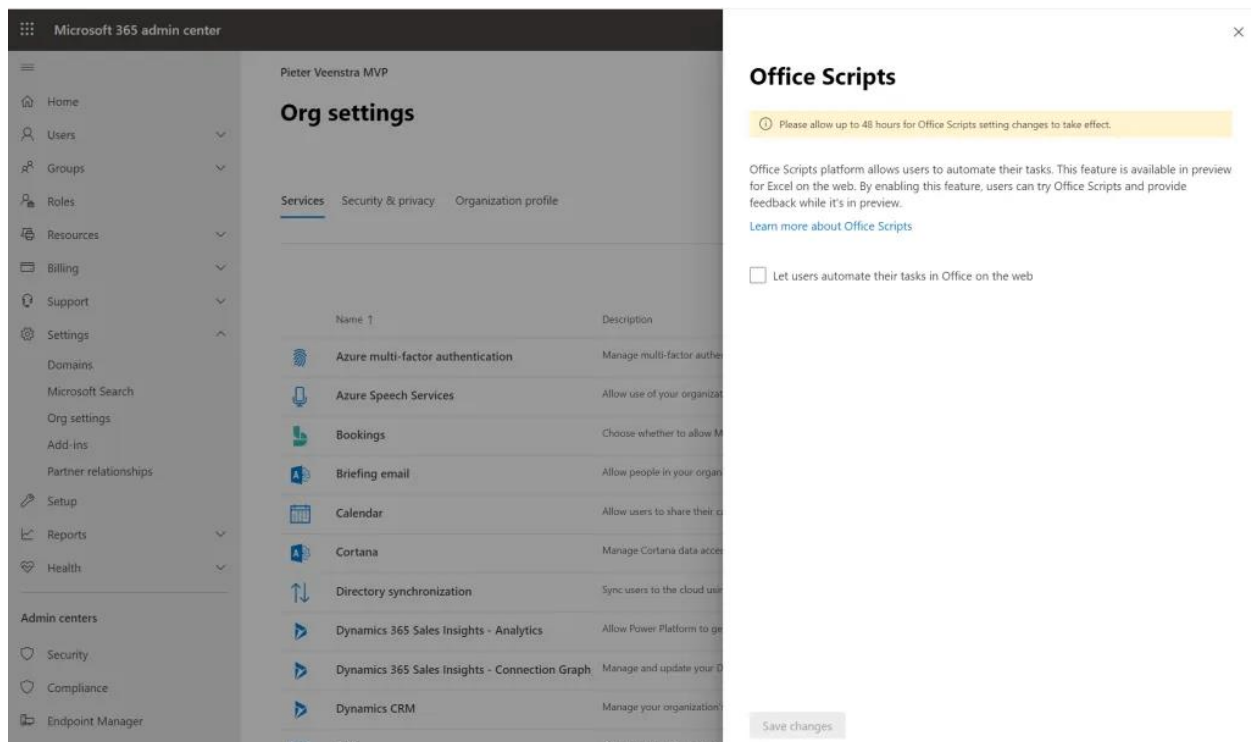 Microsoft 365 admin center
Home
Users
Groups
Roles
Resources
Billing
Support
Settings
Domains
Microsoft Search
Org settings
Add-ins
Partner relationships
Setup
Reports
Health
Admin centers
Security
Compliance
Endpoint Manager
Pieter Veenstra MVP
Org settings
Services Security & privacy Organization profile
Name ↑ Description
Azure multi-factor authentication Manage multi-factor
Azure Speech Services Allow use of your
Bookings Choose whether to allow
Briefing email Allow people in your
Calendar Allow users to share their
Cortana Manage Cortana data
Directory synchronization Sync users to the cloud
Dynamics 365 Sales Insights - Analytics Allow Power Platform to
Dynamics 365 Sales Insights - Connection Graph Manage and update your
Dynamics CRM Manage your organization's
Office Scripts
Please allow up to 48 hours for Office Scripts setting changes to take effect.
Office Scripts platform allows users to automate their tasks. This feature is available in preview
for Excel on the web. By enabling this feature, users can try Office Scripts and provide
feedback while it's in preview.
Learn more about Office Scripts
Let users automate their tasks in Office on the web
Save changes